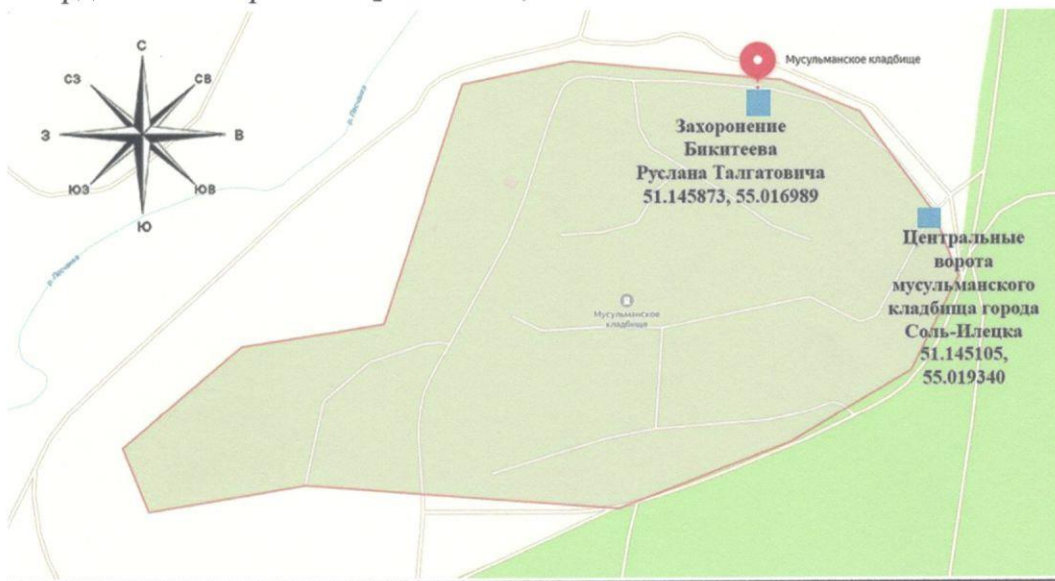 С
СЗ
СВ
З
В
ЮЗ
ЮВ
Ю
р. Песчанка
р. Песчанка
Мусульманское кладбище
Захоронение
Бикитеева
Руслана Талгатовича
51.145873, 55.016989
Центральные
ворота
мусульманского
кладбища города
Соль-Илецка
51.145105,
55.019340
Мусульманское
кладбище